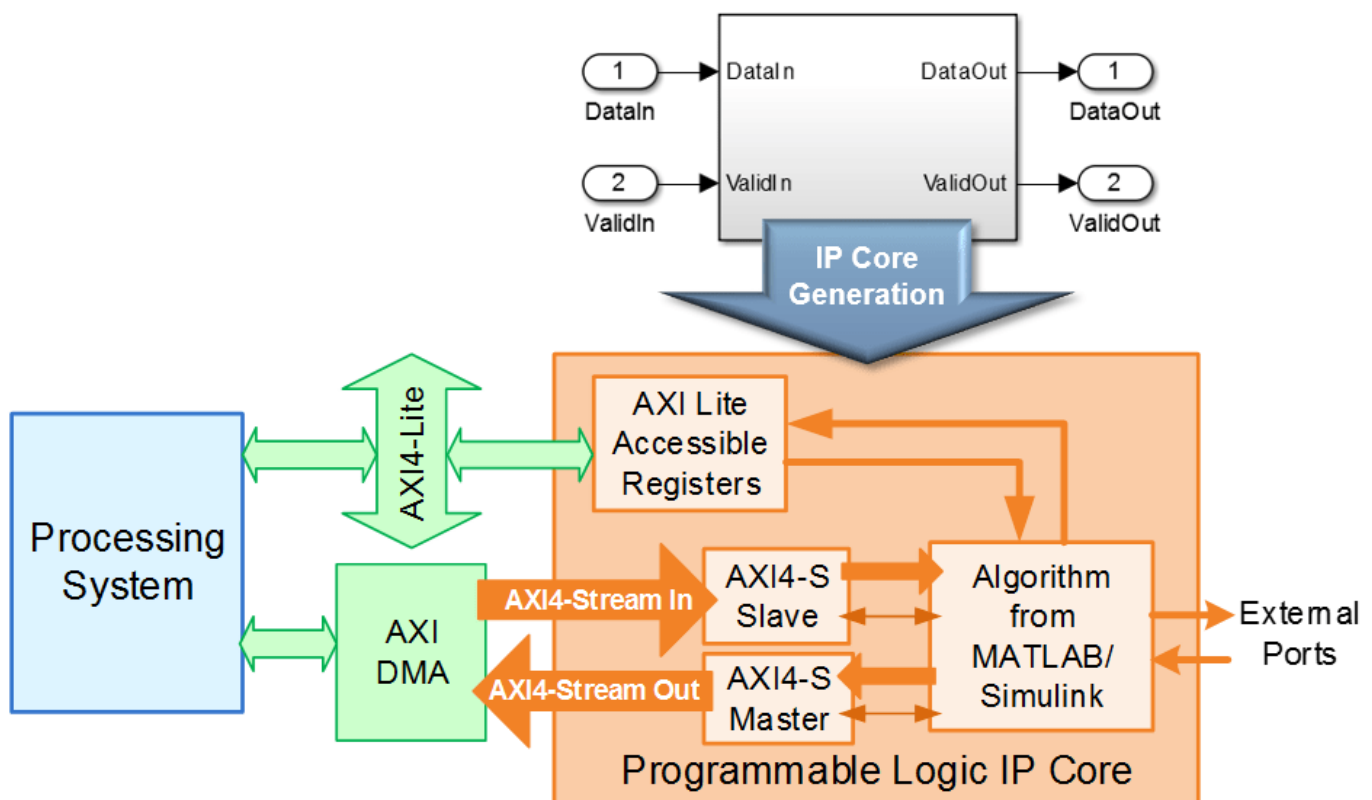 1
DataIn
DataIn
DataOut
1
DataOut
2
ValidIn
ValidIn
ValidOut
2
ValidOut
IP Core
Generation
AXI4-Lite
AXI Lite
Accessible
Registers
Processing
System
AXI
DMA
AXI4-Stream In
AXI4-Stream Out
AXI4-S
Slave
AXI4-S
Master
Algorithm
from
MATLAB/
Simulink
External
Ports
Programmable Logic IP Core